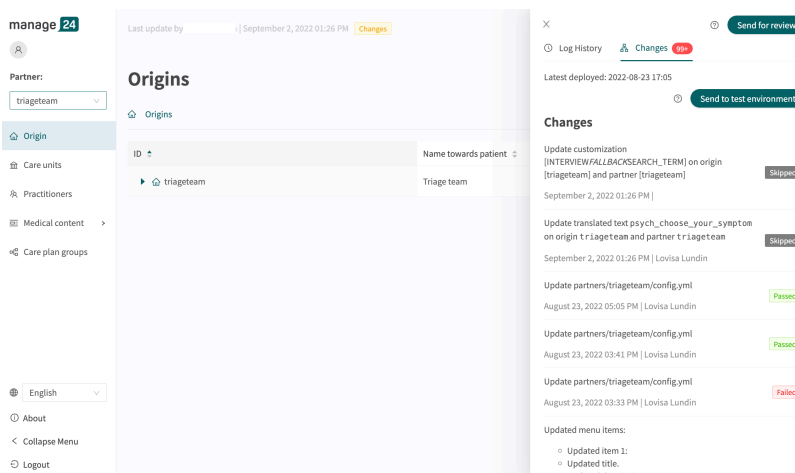 manage 24
Partner:
triageteam
Origin
Care units
Practitioners
Medical content
Care plan groups
English
About
Collapse Menu
Logout
Last update by | September 2, 2022 01:26 PM Changes
Origins
Origins
ID Name towards patient
triageteam Triage team
Send for review
Log History Changes 99+
Latest deployed: 2022-08-23 17:05
Send to test environment
Changes
Update customization
[INTERVIEWFALLBACKSEARCH_TERM] on origin
[triageteam] and partner [triageteam]
Skipped
September 2, 2022 01:26 PM |
Update translated text psych_choose_your_symptom
on origin triageteam and partner triageteam
Skipped
September 2, 2022 01:26 PM | Lovisa Lundin
Update partners/triageteam/config.yml
Passed
August 23, 2022 05:05 PM | Lovisa Lundin
Update partners/triageteam/config.yml
Passed
August 23, 2022 03:41 PM | Lovisa Lundin
Update partners/triageteam/config.yml
Failed
August 23, 2022 03:33 PM | Lovisa Lundin
Updated menu items:
Updated item 1:
Updated title.